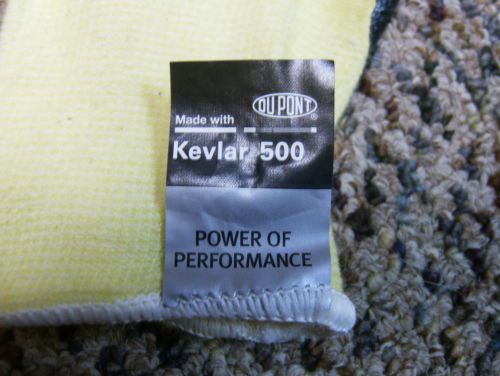 DU PONT®
Made with
Kevlar 500
POWER OF
PERFORMANCE